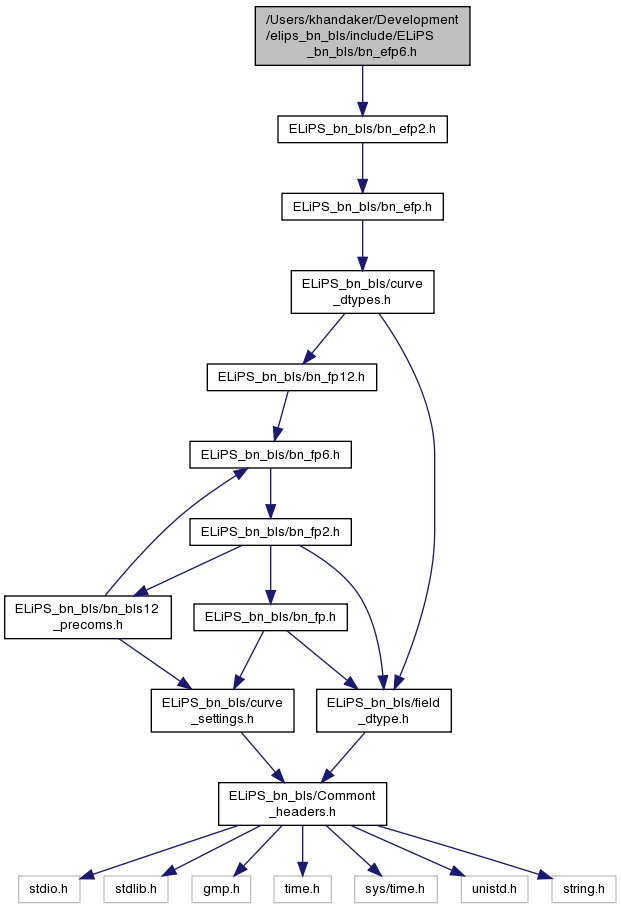 /Users/khandaker/Development
/elips_bn_bls/include/ELiPS
_bn_bls/bn_efp6.h
ELiPS_bn_bls/bn_efp2.h
ELiPS_bn_bls/bn_efp.h
ELiPS_bn_bls/curve
_dtypes.h
ELiPS_bn_bls/bn_fp12.h
ELiPS_bn_bls/bn_fp6.h
ELiPS_bn_bls/bn_fp2.h
ELiPS_bn_bls/bn_bls12
_precoms.h
ELiPS_bn_bls/bn_fp.h
ELiPS_bn_bls/curve
_settings.h
ELiPS_bn_bls/field
_dtype.h
ELiPS_bn_bls/Commont
_headers.h
stdio.h
stdlib.h
gmp.h
time.h
sys/time.h
unistd.h
string.h